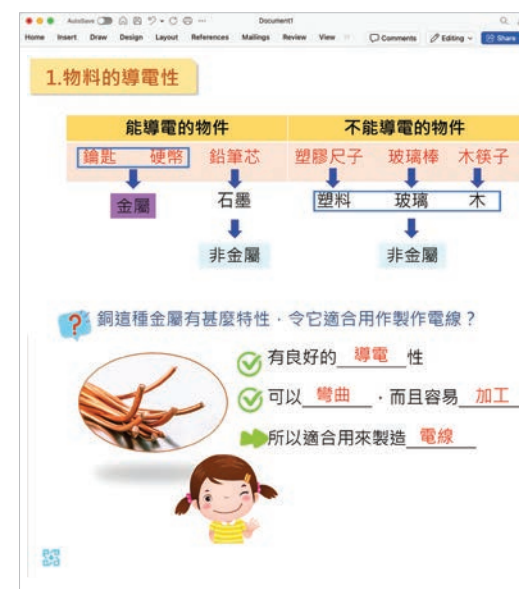 AutoSave
Document1
Home Insert Draw Design Layout References Mailings Review View Comments Editing Share
1.物料的導電性
能導電的物件 不能導電的物件
鑰匙 硬幣 鉛筆芯 塑膠尺子 玻璃棒 木筷子
金屬 石墨 塑料 玻璃 木
非金屬 非金屬
銅這種金屬有甚麼特性，令它適合用作製作電線？
有良好的 導電 性
可以 彎曲 ，而且容易 加工
所以適合用來製造 電線